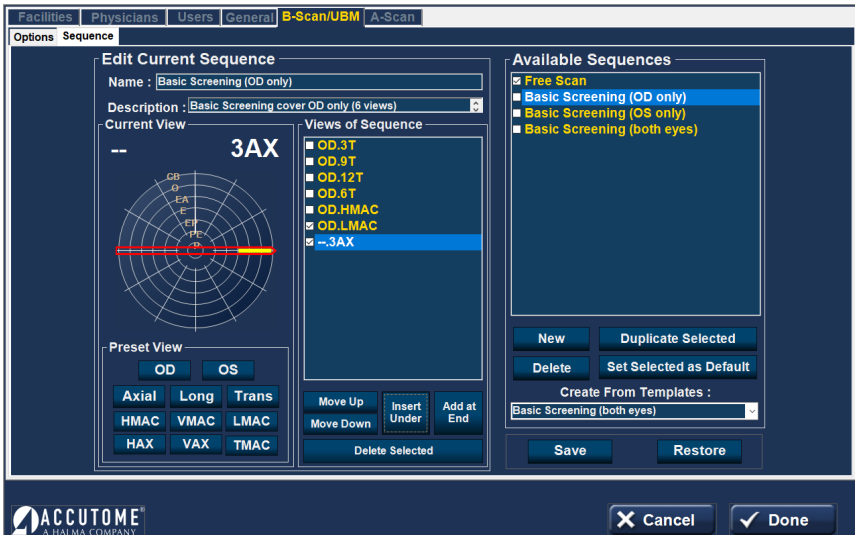 Facilities Physicians Users General B-Scan/UBM A-Scan
Options Sequence
Edit Current Sequence
Name : Basic Screening (OD only)
Description : Basic Screening cover OD only (6 views)
Current View
-- 3AX
CB
O
EA
E
EP
PE
P
Preset View
OD OS
Axial Long Trans
HMAC VMAC LMAC
HAX VAX TMAC
Views of Sequence
OD.3T
OD.9T
OD.12T
OD.6T
OD.HMAC
OD.LMAC
--.3AX
Move Up
Move Down
Insert
Under
Add at
End
Delete Selected
Available Sequences
Free Scan
Basic Screening (OD only)
Basic Screening (OS only)
Basic Screening (both eyes)
New Duplicate Selected
Delete Set Selected as Default
Create From Templates :
Basic Screening (both eyes)
Save Restore
ACCUTOME®
A HALMA COMPANY
Cancel Done